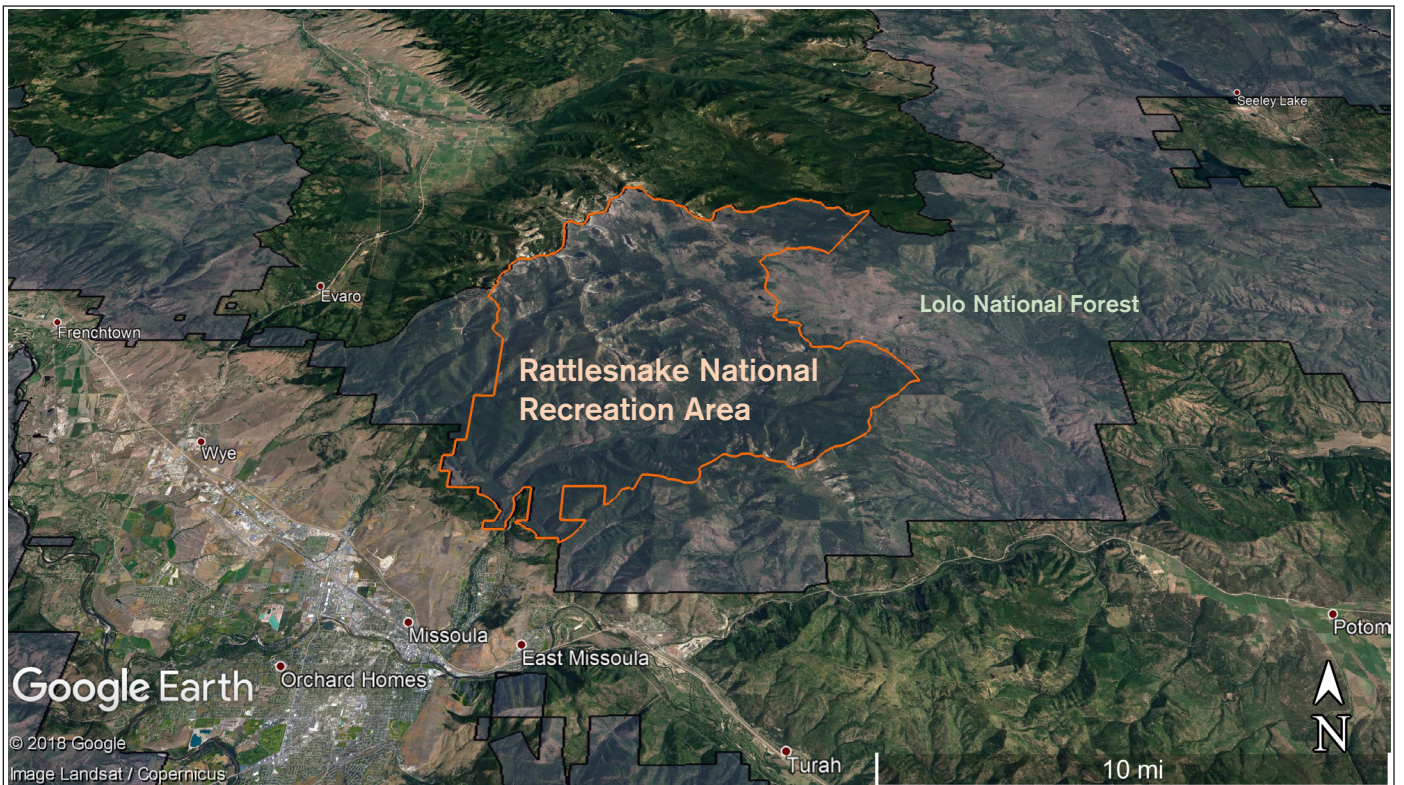 Seeley Lake
Evaro
Lolo National Forest
Frenchtown
Rattlesnake National
Recreation Area
Wye
Missoula
Potom
East Missoula
Orchard Homes
Google Earth
N
© 2018 Google
Turah
10 mi
Image Landsat / Copernicus